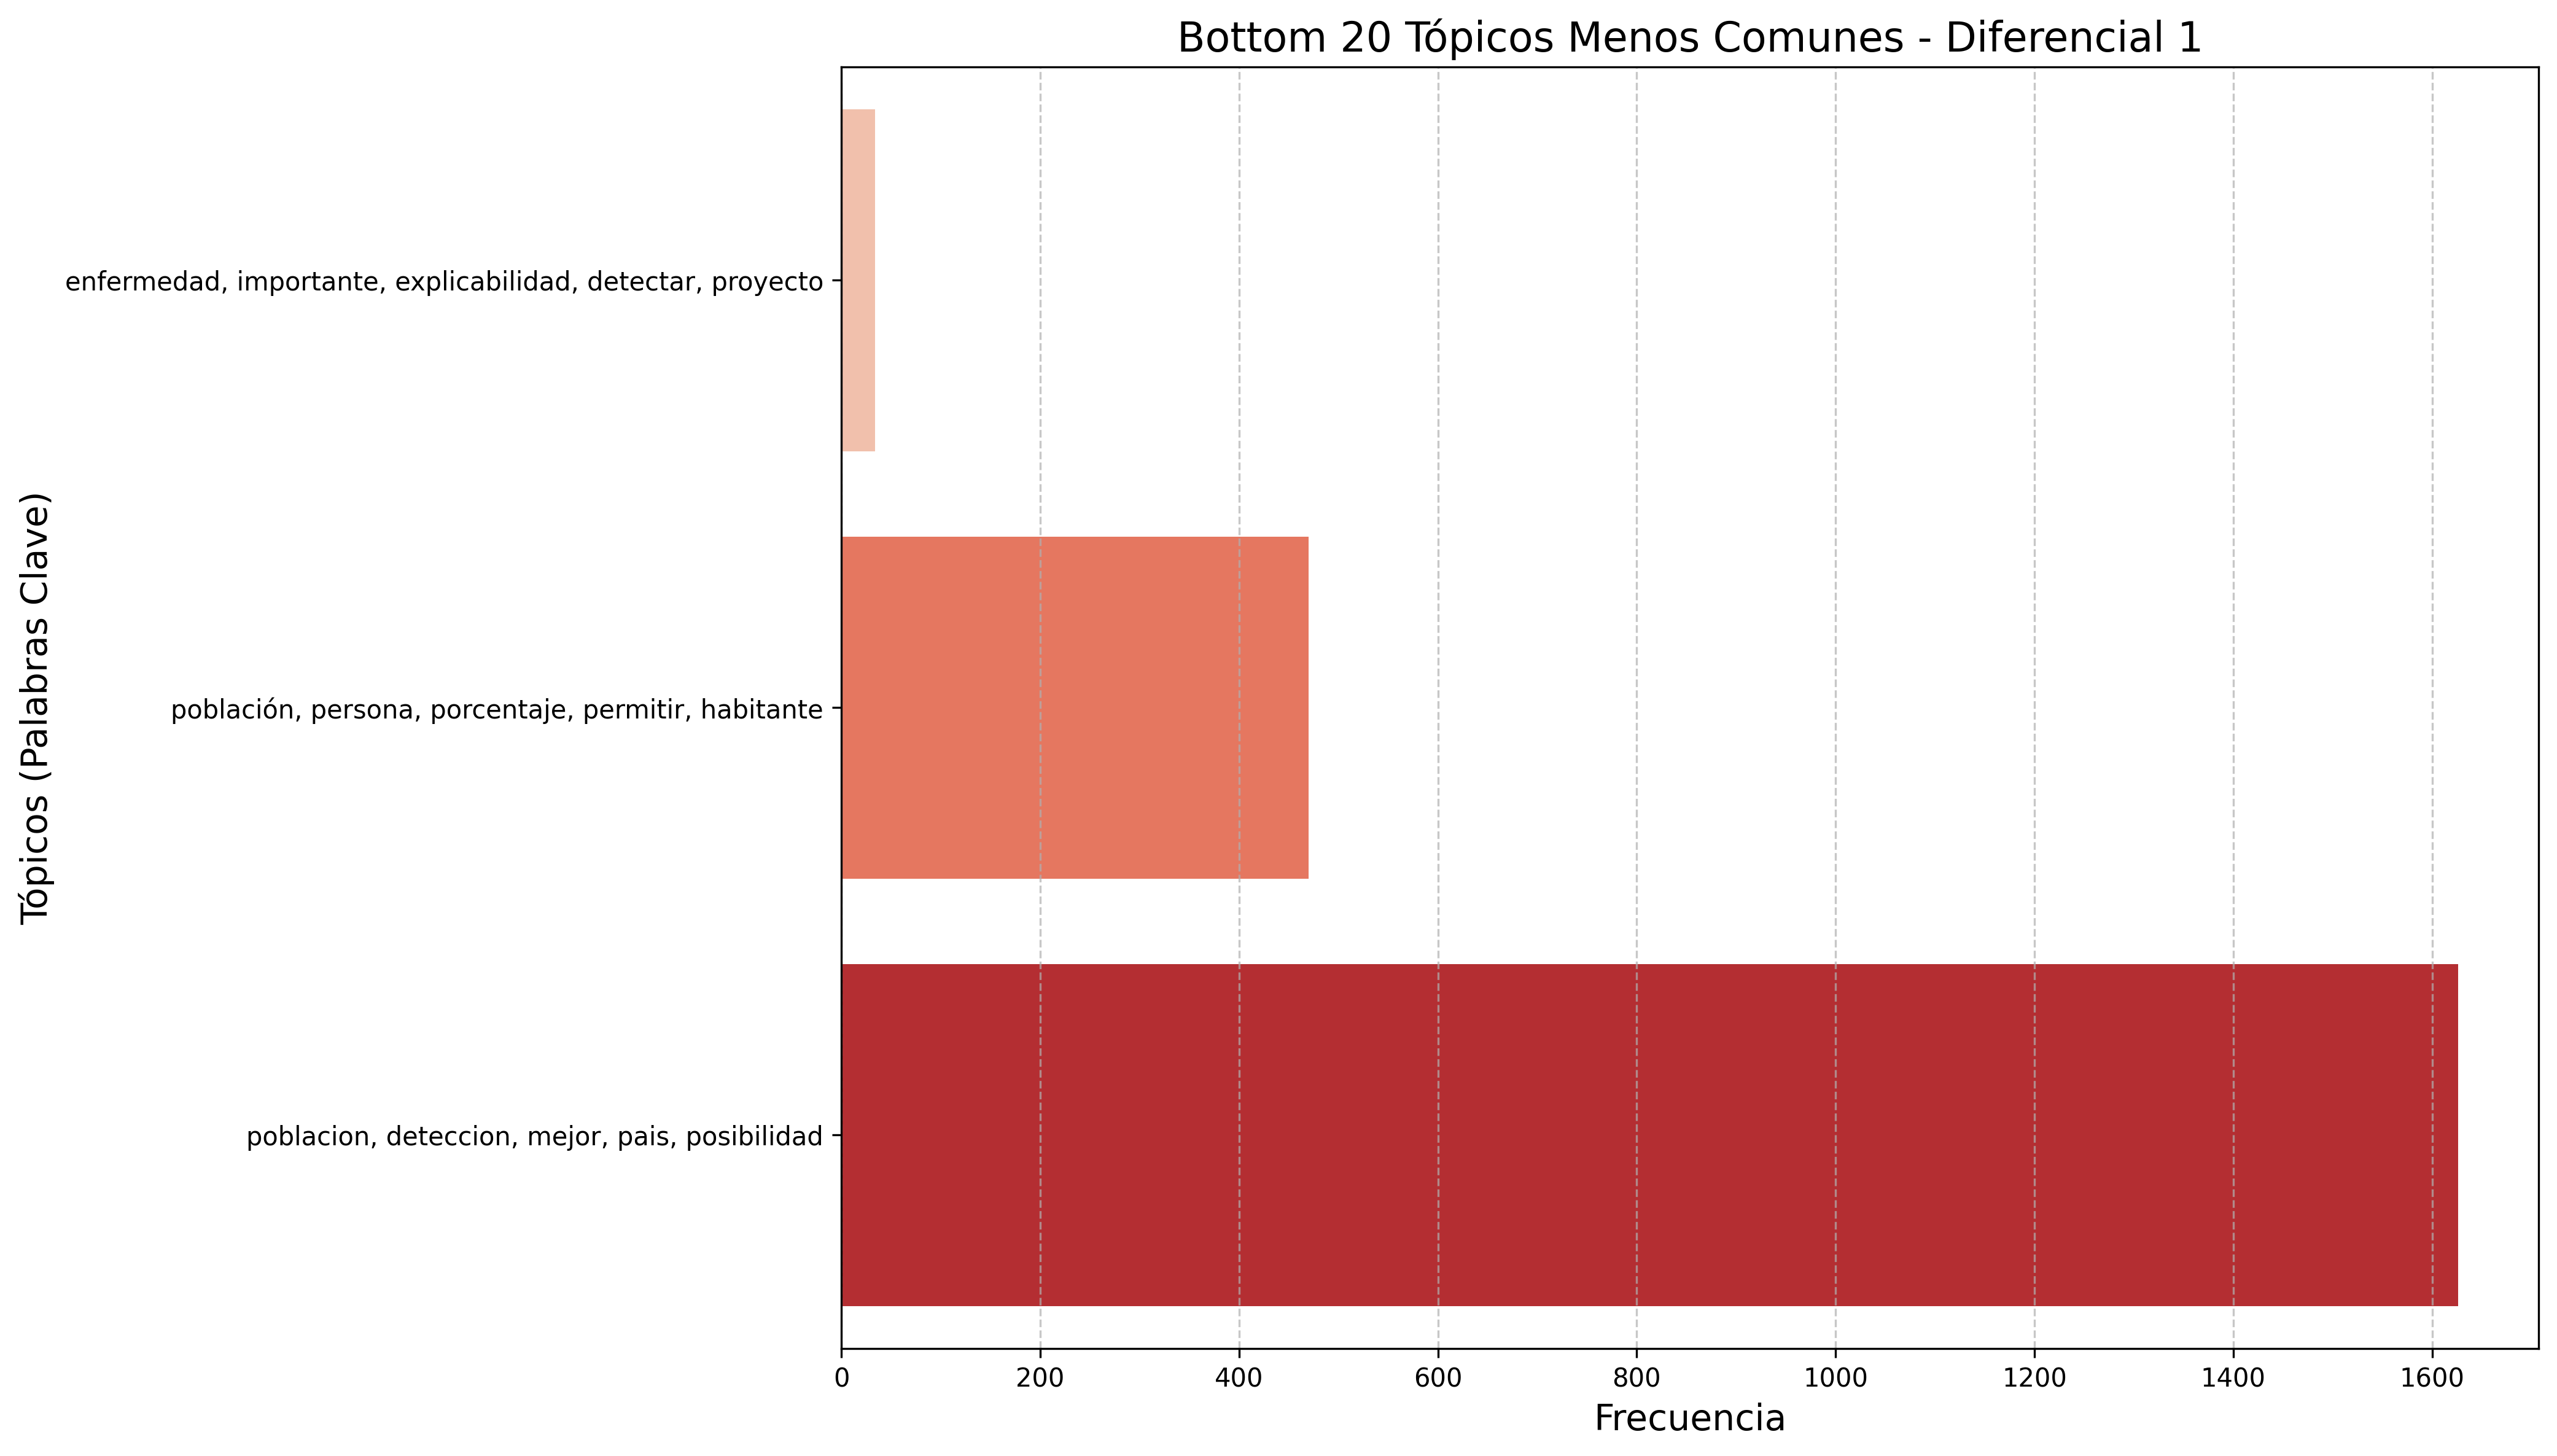 Bottom 20 Tópicos Menos Comunes - Diferencial 1
Tópicos (Palabras Clave)
enfermedad, importante, explicabilidad, detectar, proyecto
población, persona, porcentaje, permitir, habitante
poblacion, deteccion, mejor, pais, posibilidad
0 200 400 600 800 1000 1200 1400 1600
Frecuencia